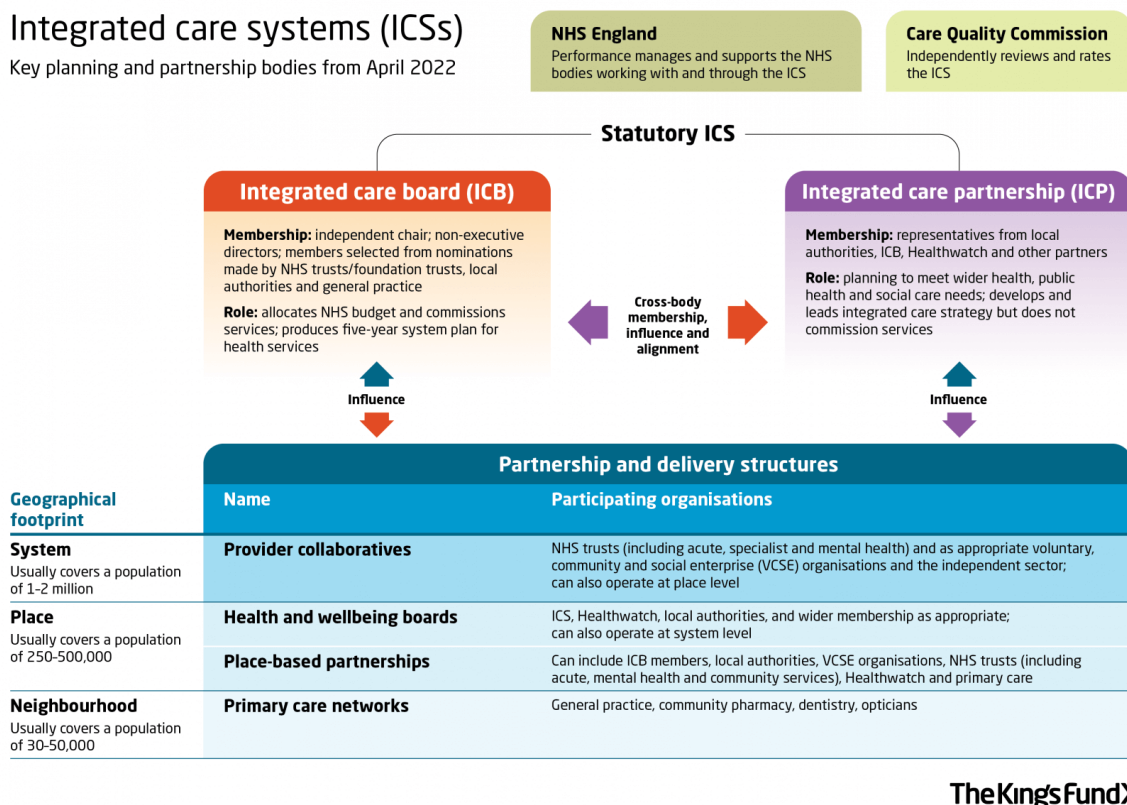 Integrated care systems (ICSs)
Key planning and partnership bodies from April 2022
NHS England
Performance manages and supports the NHS
bodies working with and through the ICS
Care Quality Commission
Independently reviews and rates
the ICS
Statutory ICS
Integrated care board (ICB)
Membership: independent chair; non-executive
directors; members selected from nominations
made by NHS trusts/foundation trusts, local
authorities and general practice
Role: allocates NHS budget and commissions
services; produces five-year system plan for
health services
Cross-body
membership,
influence and
alignment
Integrated care partnership (ICP)
Membership: representatives from local
authorities, ICB, Healthwatch and other partners
Role: planning to meet wider health, public
health and social care needs; develops and
leads integrated care strategy but does not
commission services
Influence
Influence
Partnership and delivery structures
Geographical
footprint
Name
Participating organisations
System
Usually covers a population
of 1–2 million
Provider collaboratives
NHS trusts (including acute, specialist and mental health) and as appropriate voluntary,
community and social enterprise (VCSE) organisations and the independent sector;
can also operate at place level
Place
Usually covers a population
of 250–500,000
Health and wellbeing boards
ICS, Healthwatch, local authorities, and wider membership as appropriate;
can also operate at system level
Place-based partnerships
Can include ICB members, local authorities, VCSE organisations, NHS trusts (including
acute, mental health and community services), Healthwatch and primary care
Neighbourhood
Usually covers a population
of 30–50,000
Primary care networks
General practice, community pharmacy, dentistry, opticians
The King's Fund